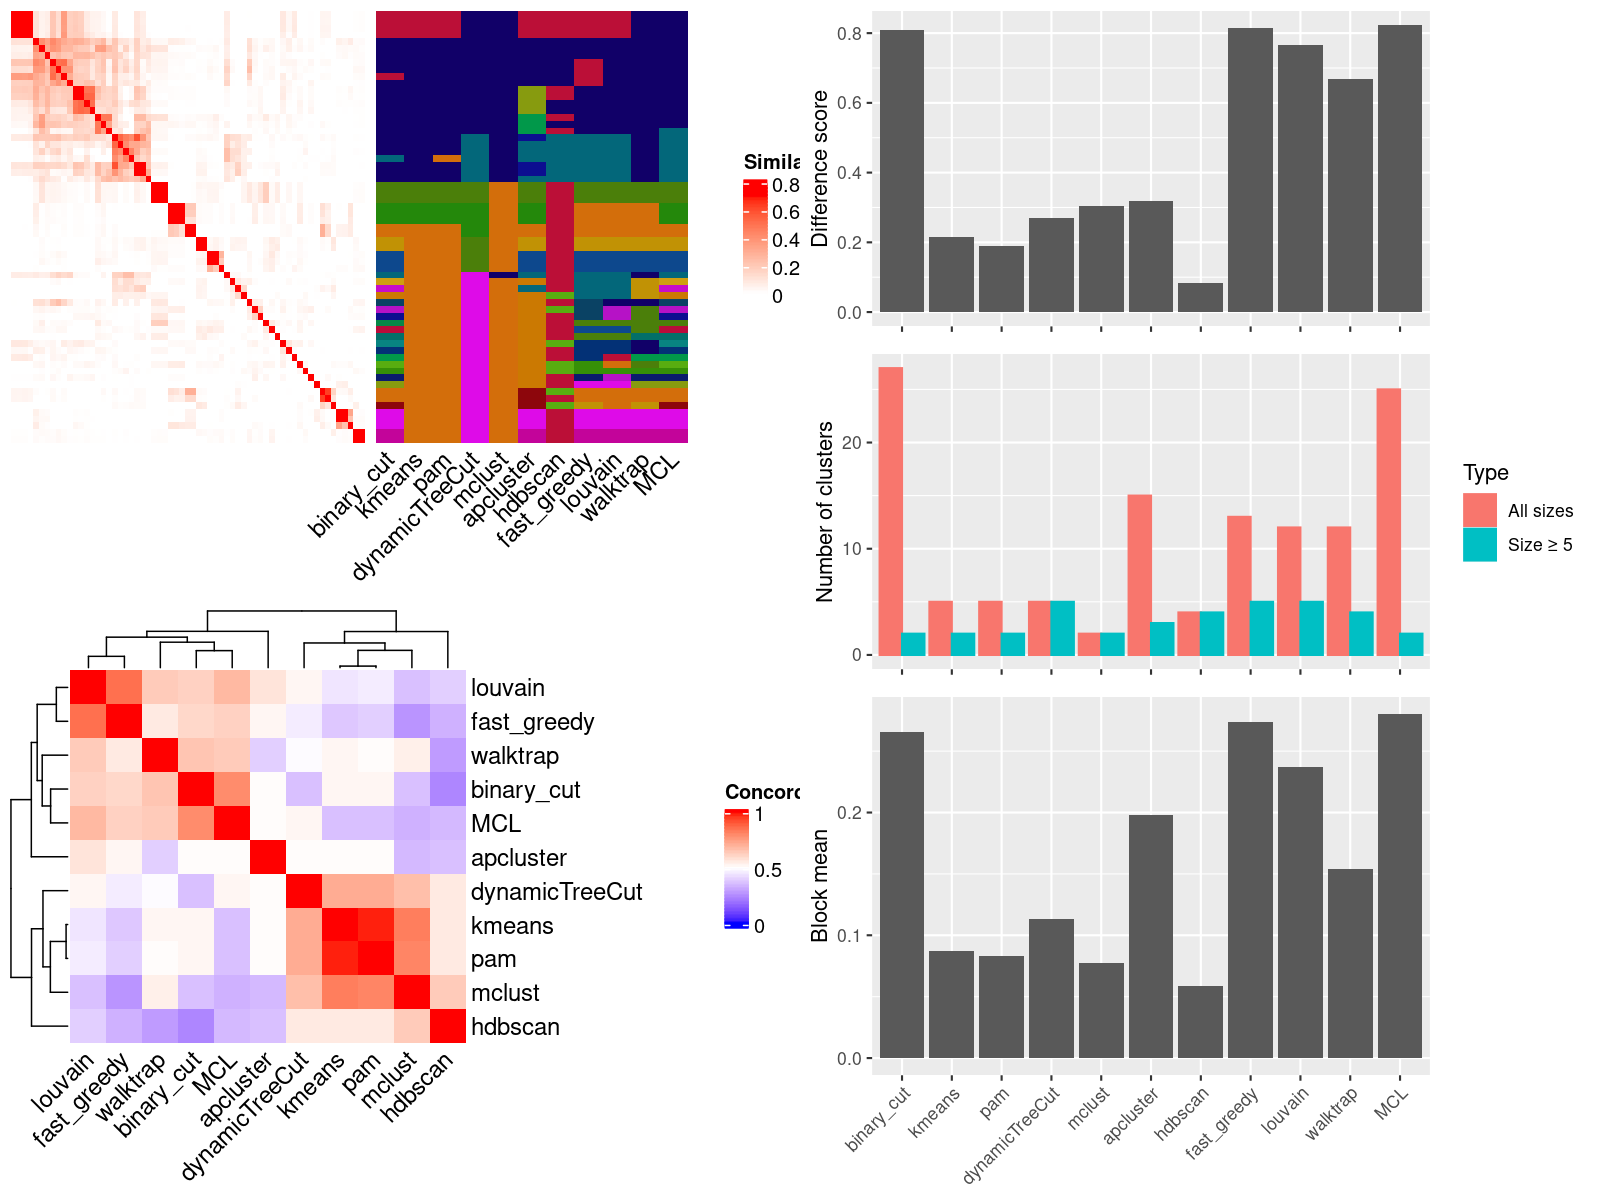 Simila
0.8
0.6
0.4
0.2
0
binary_cut
kmeans
pam
dynamicTreeCut
mclust
apcluster
hdbscan
fast_greedy
louvain
walktrap
MCL
Difference score
0.8
0.6
0.4
0.2
0.0
Number of clusters
20
10
0
Type
All sizes
Size ≥ 5
louvain
fast_greedy
walktrap
binary_cut
MCL
apcluster
dynamicTreeCut
kmeans
pam
mclust
hdbscan
louvain
fast_greedy
walktrap
binary_cut
MCL
apcluster
dynamicTreeCut
kmeans
pam
mclust
hdbscan
Concord
1
0.5
0
Block mean
0.2
0.1
0.0
binary_cut
kmeans
pam
dynamicTreeCut
mclust
apcluster
hdbscan
fast_greedy
louvain
walktrap
MCL